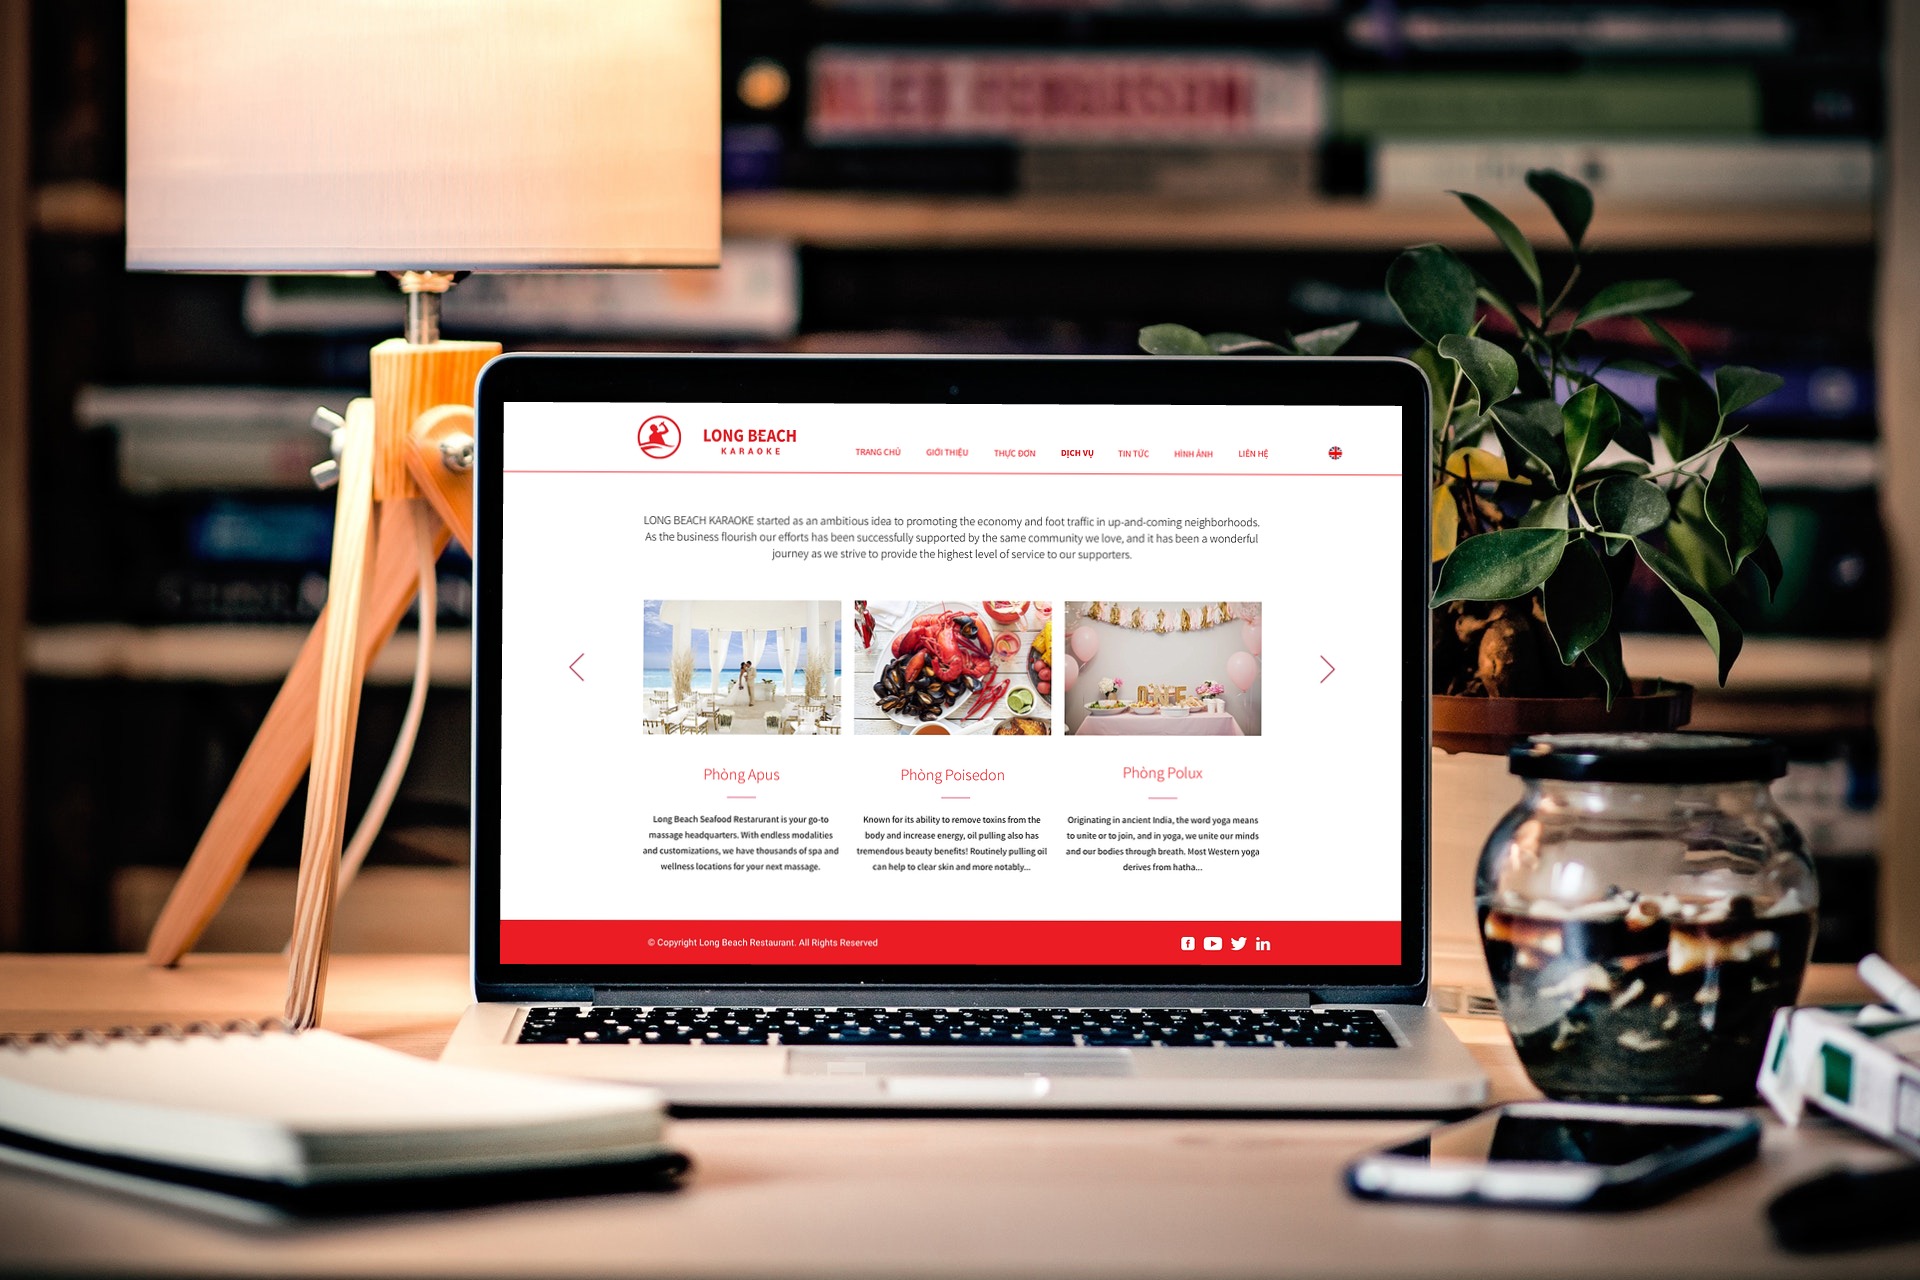 LONG BEACH
KARAOKE
TRANG CHỦ GIỚI THIỆU THỰC ĐƠN DỊCH VỤ TIN TỨC HÌNH ẢNH LIÊN HỆ
LONG BEACH KARAOKE started as an ambitious idea to promoting the economy and foot traffic in up-and-coming neighborhoods.
As the business flourish our efforts has been successfully supported by the same community we love, and it has been a wonderful
journey as we strive to provide the highest level of service to our supporters.
ONE
Phòng Apus
Long Beach Seafood Restarurant is your go-to
massage headquarters. With endless modalities
and customizations, we have thousands of spa and
wellness locations for your next massage.
Phòng Poisedon
Known for its ability to remove toxins from the
body and increase energy, oil pulling also has
tremendous beauty benefits! Routinely pulling oil
can help to clear skin and more notably...
Phòng Polux
Originating in ancient India, the word yoga means
to unite or to join, and in yoga, we unite our minds
and our bodies through breath. Most Western yoga
derives from hatha...
© Copyright Long Beach Restaurant. All Rights Reserved